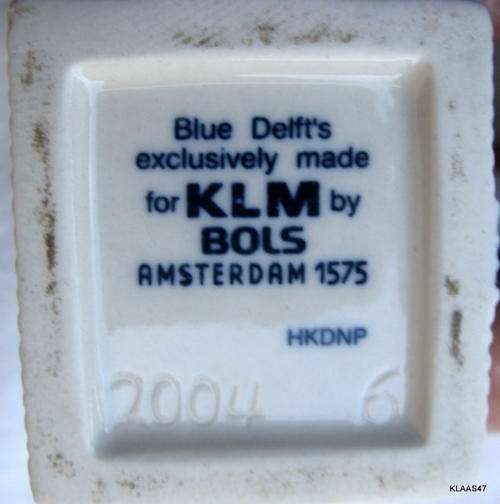 Blue Delft's
exclusively made
for KLM by
BOLS
AMSTERDAM 1575
HKDNP
2004 6
KLAAS47